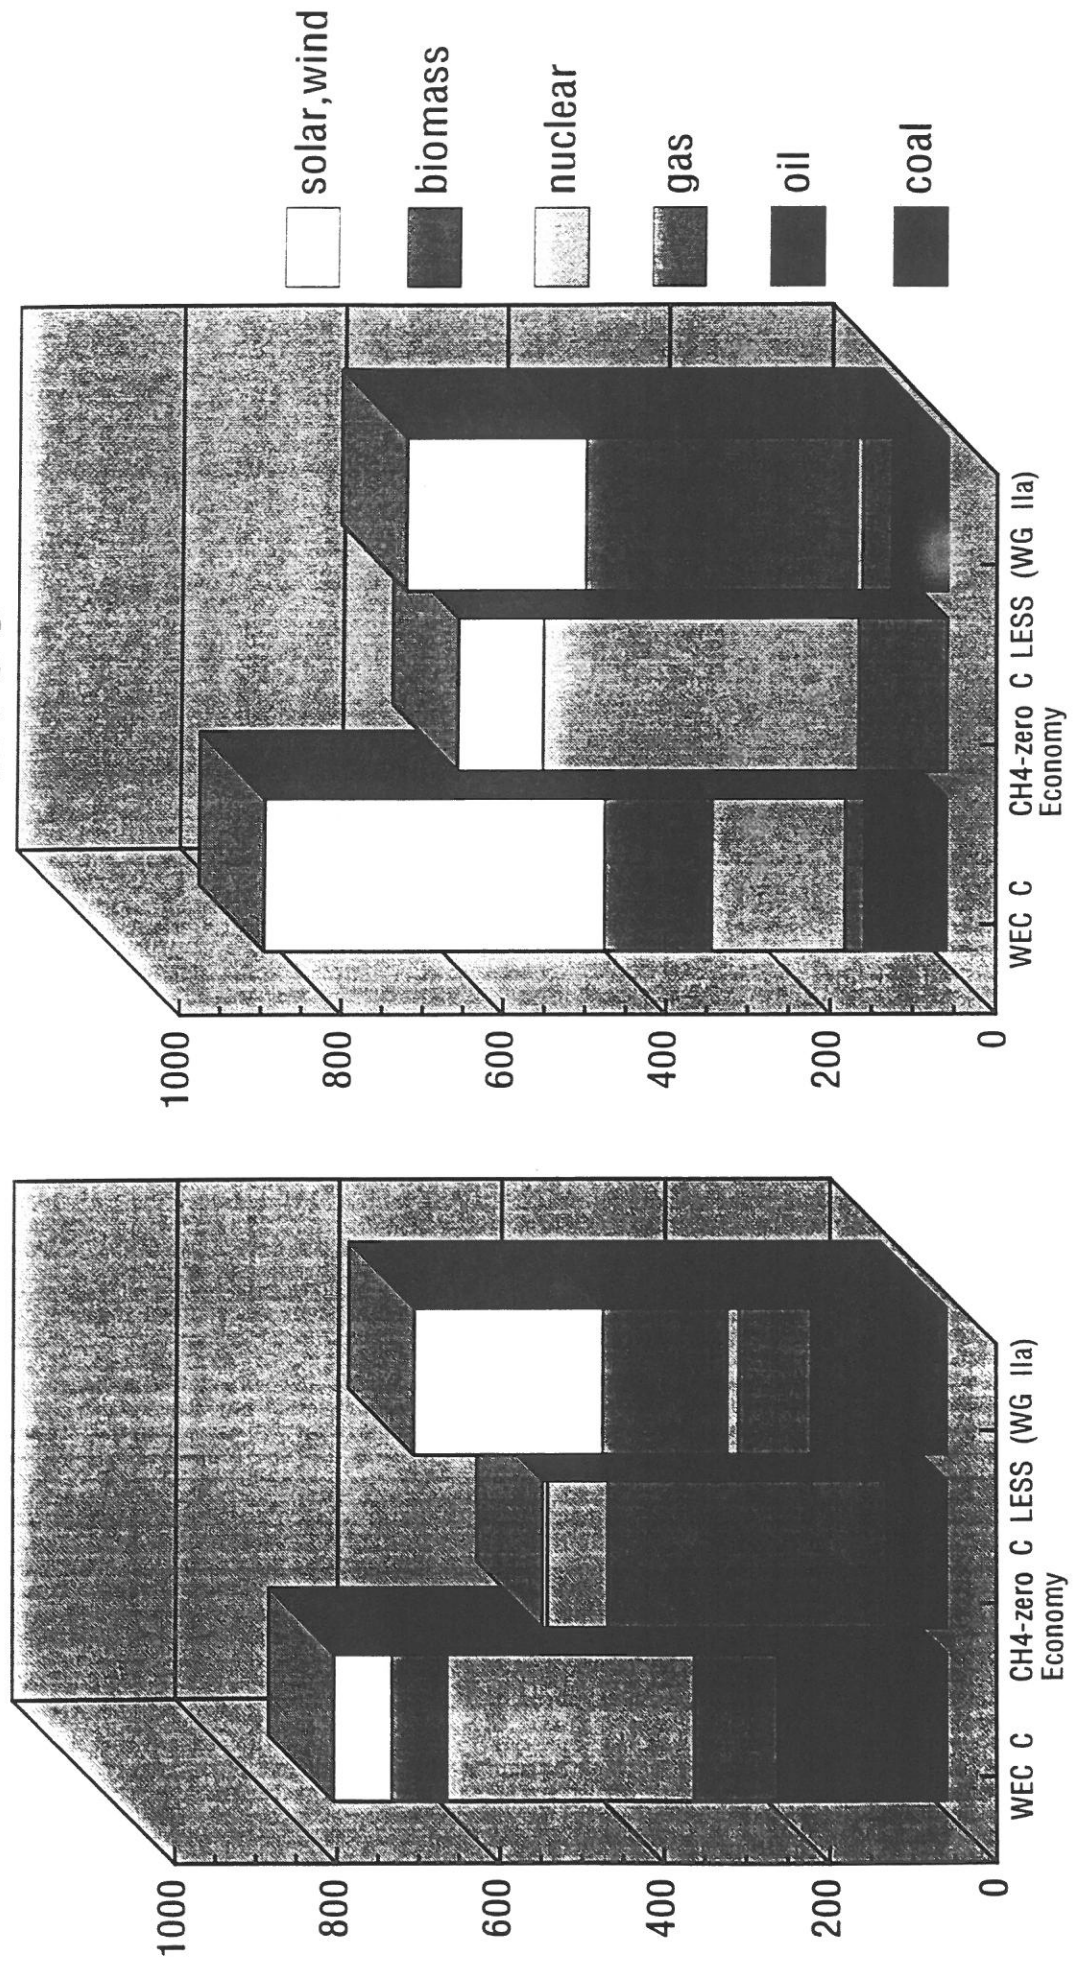 1000
800
600
400
200
0
WEC C CH4-zero C LESS (WG IIa)
Economy
1000
800
600
400
200
0
WEC C CH4-zero C LESS (WG IIa)
Economy
solar,wind
biomass
nuclear
gas
oil
coal